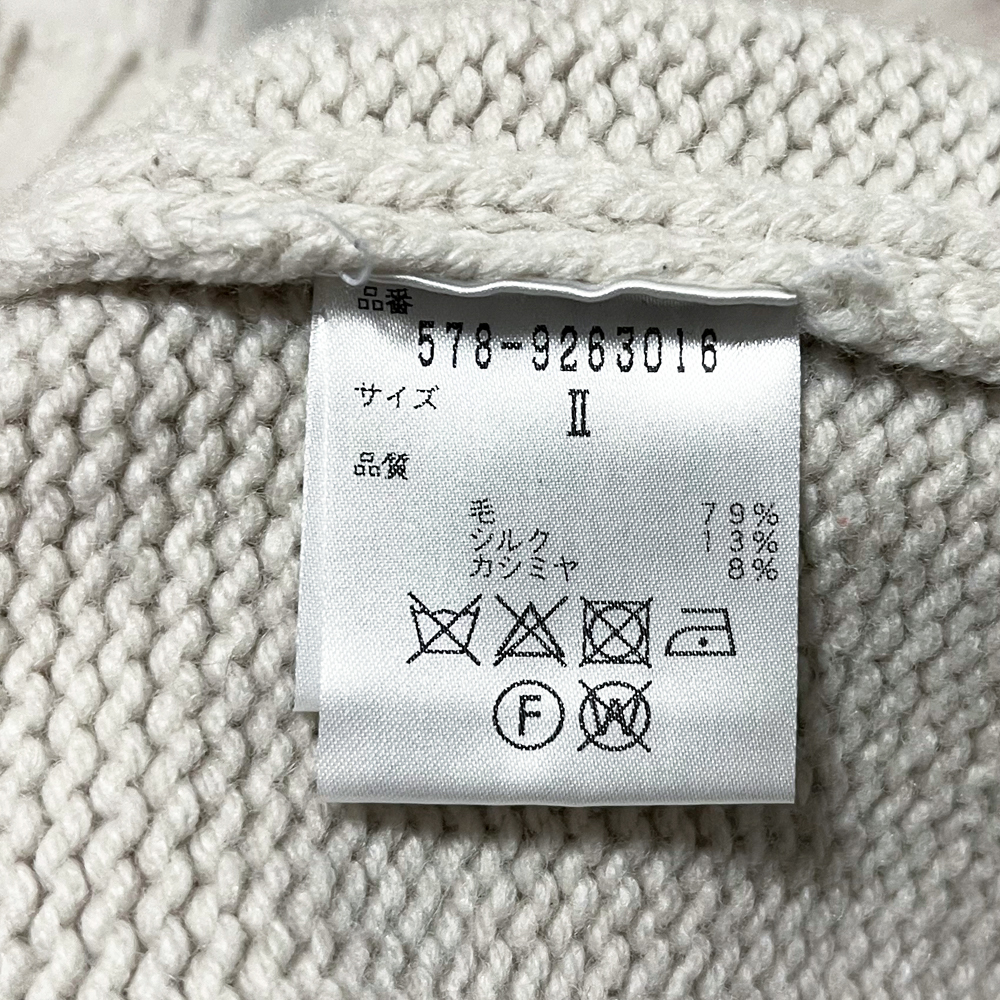 品番
578-9263016
サイズ II
品質
毛 79%
シルク 13%
カシミヤ 8%
F W